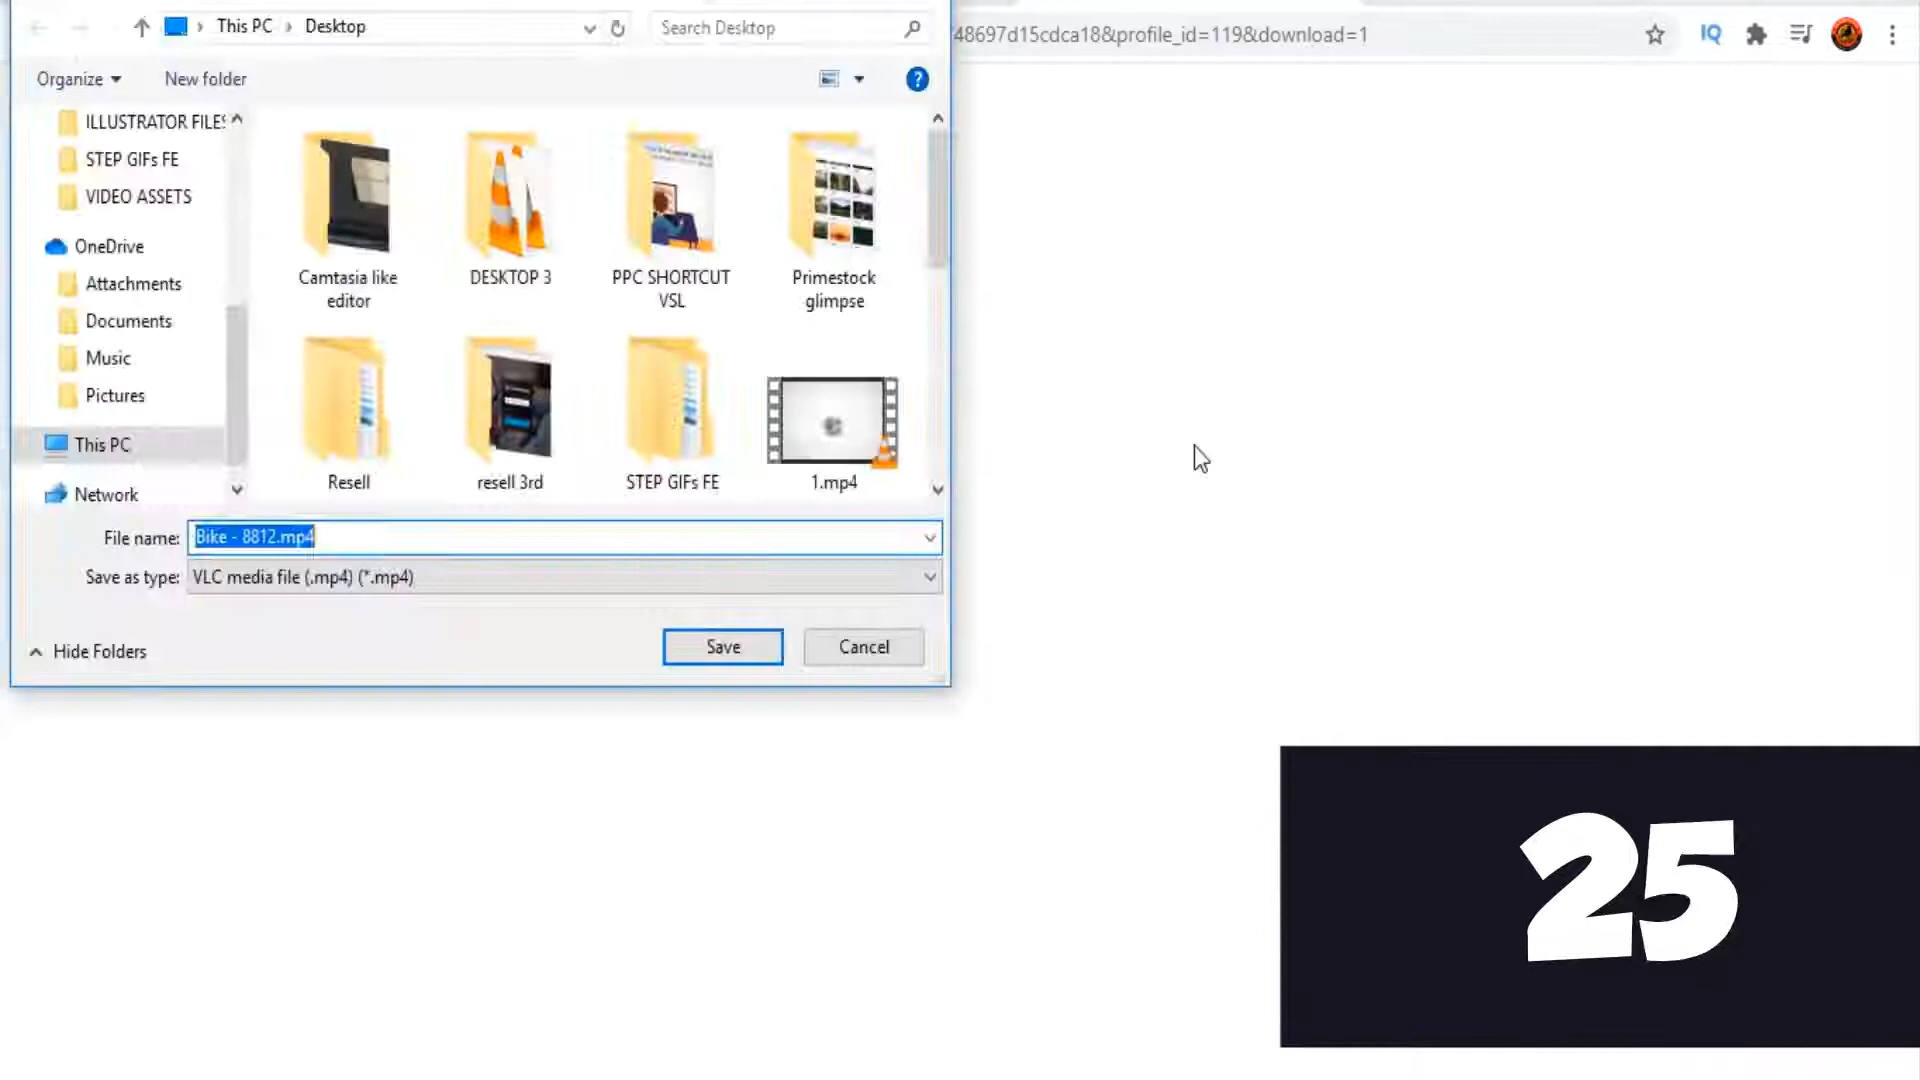 This PC
Desktop
Search Desktop
48697d15cdca18&profile_id=119&download=1
IQ
Organize
New folder
?
ILLUSTRATOR FILES
STEP GIFs FE
VIDEO ASSETS
OneDrive
Attachments
Documents
Music
Pictures
This PC
Network
Camtasia like
editor
DESKTOP 3
PPC SHORTCUT
VSL
Primestock
glimpse
Resell
resell 3rd
STEP GIFs FE
1.mp4
File name: Bike - 8812.mp4
Save as type: VLC media file (.mp4) (*.mp4)
Hide Folders
Save
Cancel
25